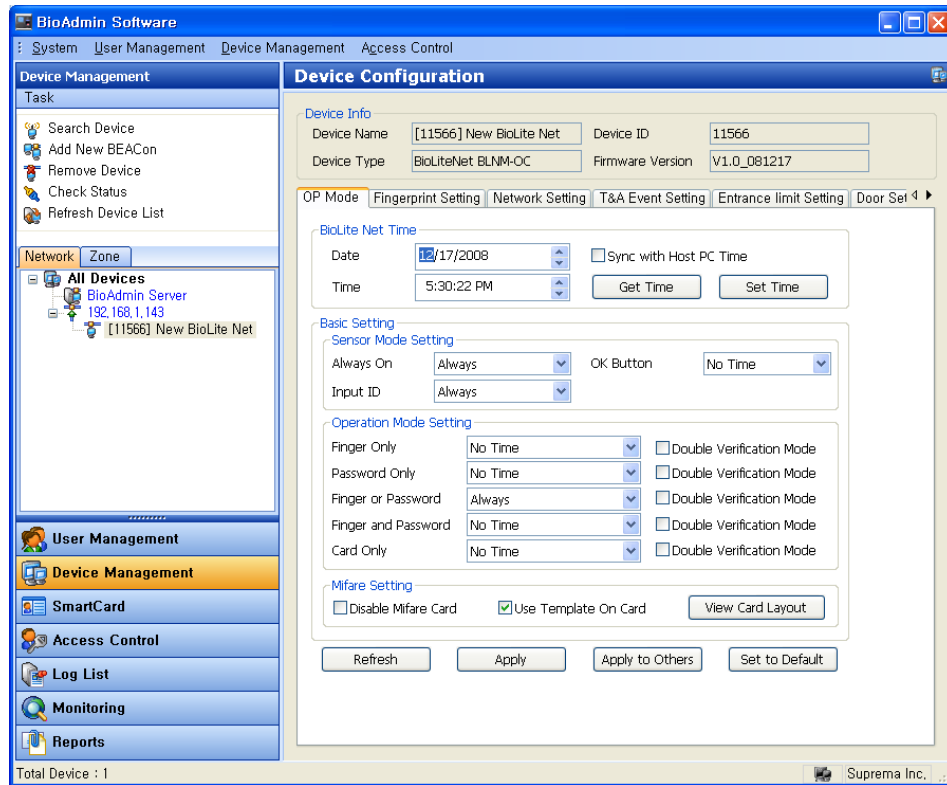 BioAdmin Software
System User Management Device Management Access Control
Device Management
Task
Search Device
Add New BEACon
Remove Device
Check Status
Refresh Device List
Network Zone
All Devices
BioAdmin Server
192,168,1,143
[11566] New BioLite Net
User Management
Device Management
SmartCard
Access Control
Log List
Monitoring
Reports
Device Configuration
Device Info
Device Name [11566] New BioLite Net Device ID 11566
Device Type BioLiteNet BLNM-OC Firmware Version V1.0_081217
OP Mode Fingerprint Setting Network Setting T&A Event Setting Entrance limit Setting Door Set
BioLite Net Time
Date 12/17/2008 Sync with Host PC Time
Time 5:30:22 PM Get Time Set Time
Basic Setting
Sensor Mode Setting
Always On Always OK Button No Time
Input ID Always
Operation Mode Setting
Finger Only No Time Double Verification Mode
Password Only No Time Double Verification Mode
Finger or Password Always Double Verification Mode
Finger and Password No Time Double Verification Mode
Card Only No Time Double Verification Mode
Mifare Setting
Disable Mifare Card Use Template On Card View Card Layout
Refresh Apply Apply to Others Set to Default
Total Device : 1 Suprema Inc,